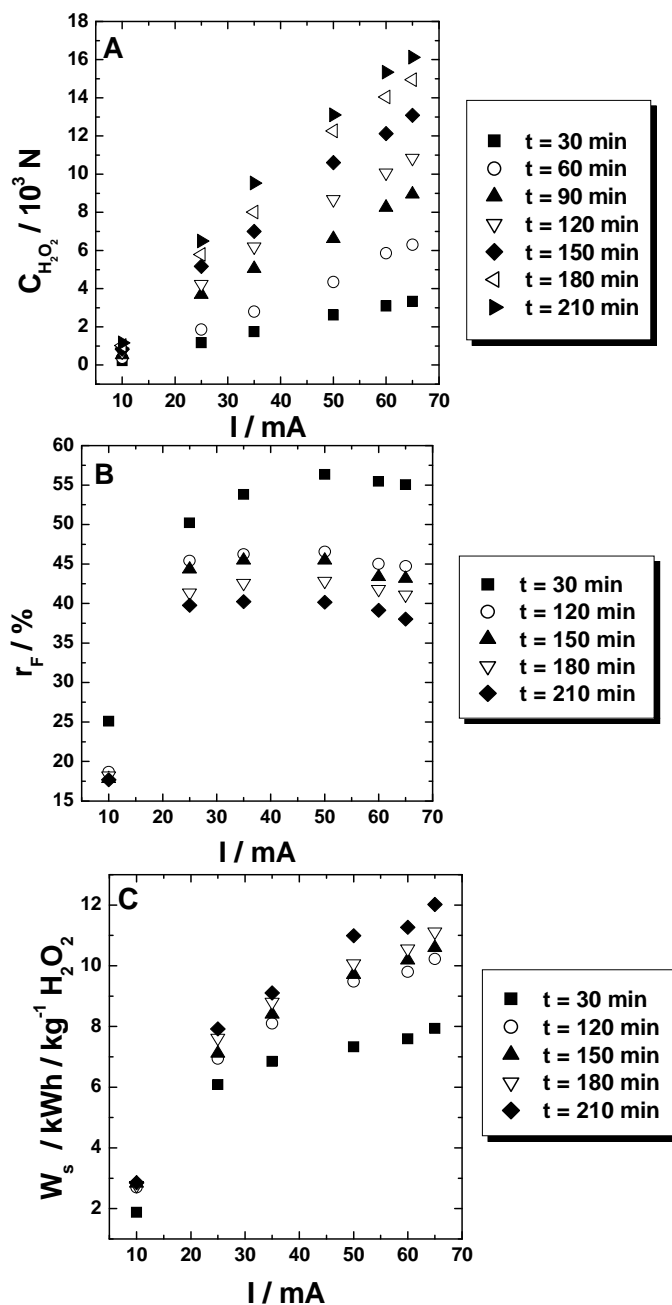 A
C_H₂O₂ / 10³ N
16
14
12
10
8
6
4
2
0
10 20 30 40 50 60 70
I / mA
t = 30 min
t = 60 min
t = 90 min
t = 120 min
t = 150 min
t = 180 min
t = 210 min
B
r_F / %
60
55
50
45
40
35
30
25
20
15
10 20 30 40 50 60 70
I / mA
t = 30 min
t = 120 min
t = 150 min
t = 180 min
t = 210 min
C
W_s / kWh / kg⁻¹ H₂O₂
12
10
8
6
4
2
10 20 30 40 50 60 70
I / mA
t = 30 min
t = 120 min
t = 150 min
t = 180 min
t = 210 min